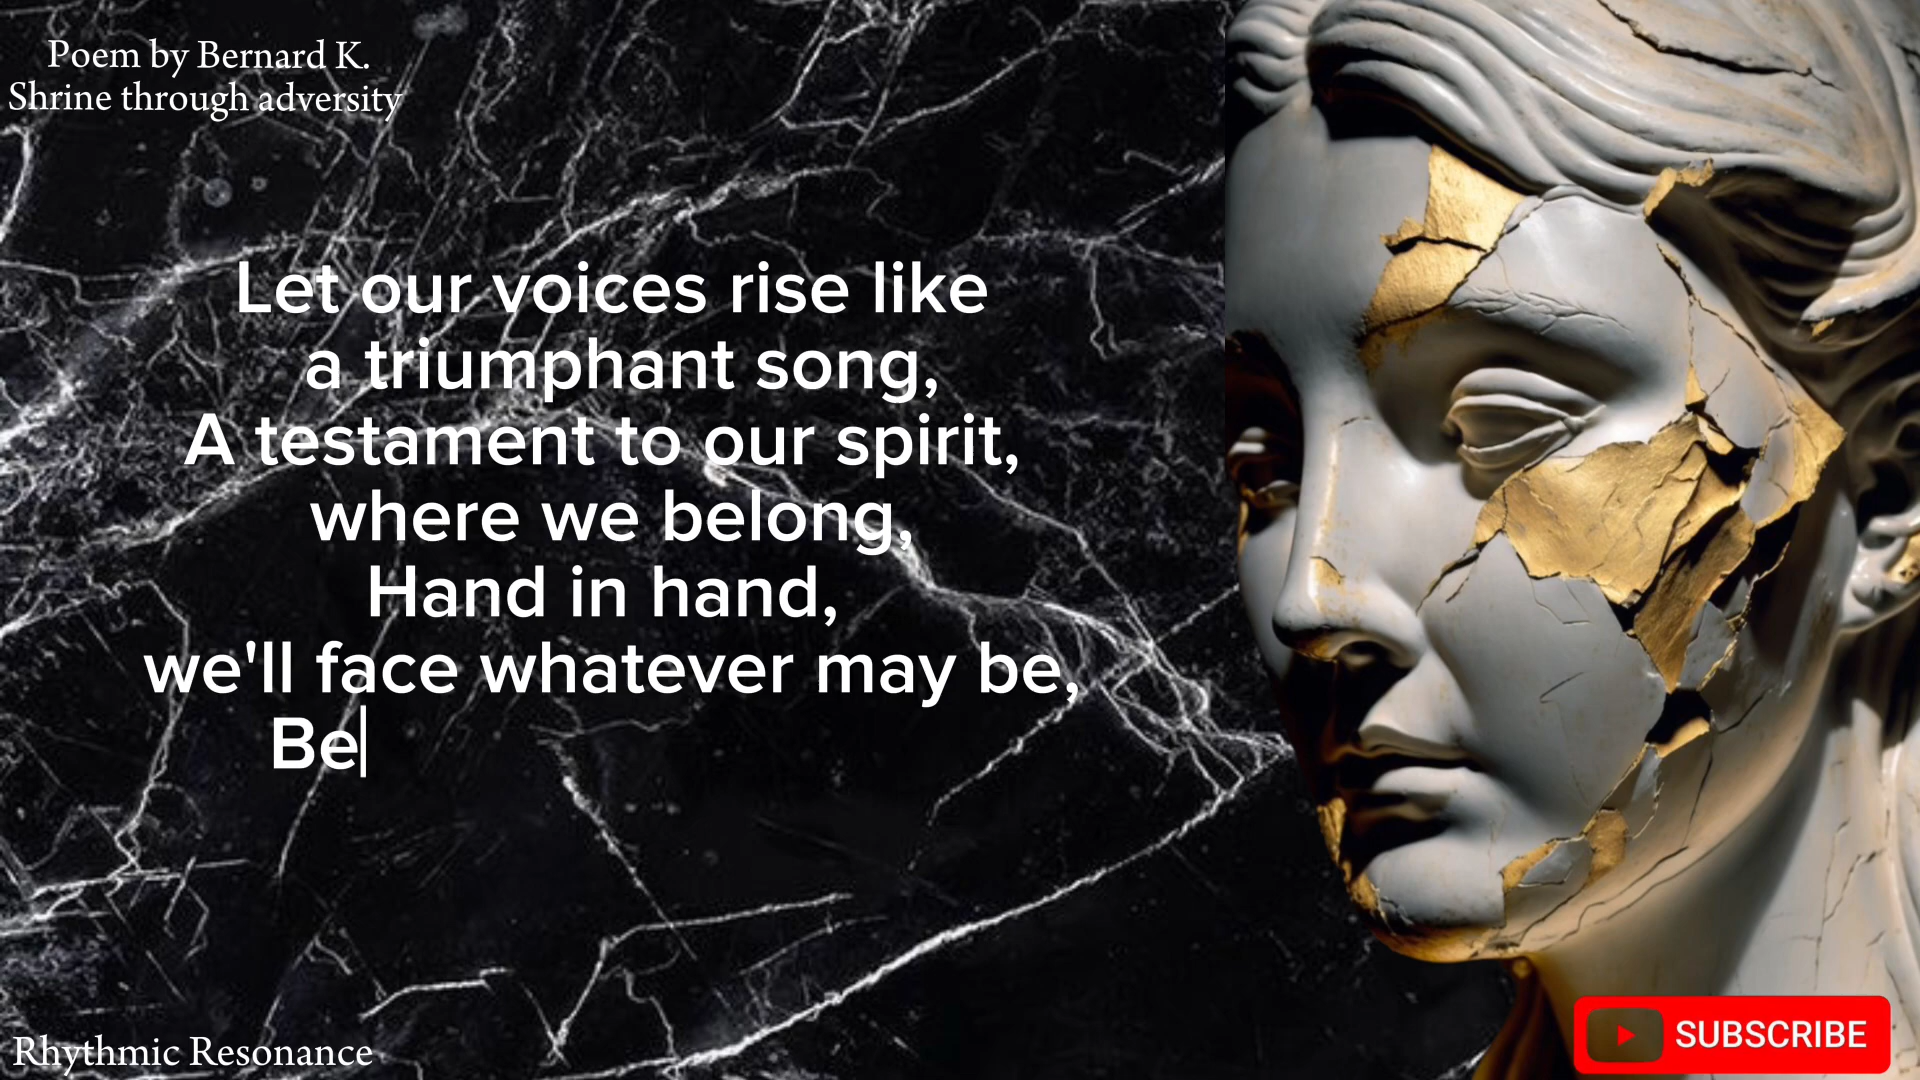 Poem by Bernard K.
Shrine through adversity
Let our voices rise like
a triumphant song,
A testament to our spirit,
where we belong,
Hand in hand,
we'll face whatever may be,
Be
Rhythmic Resonance
SUBSCRIBE